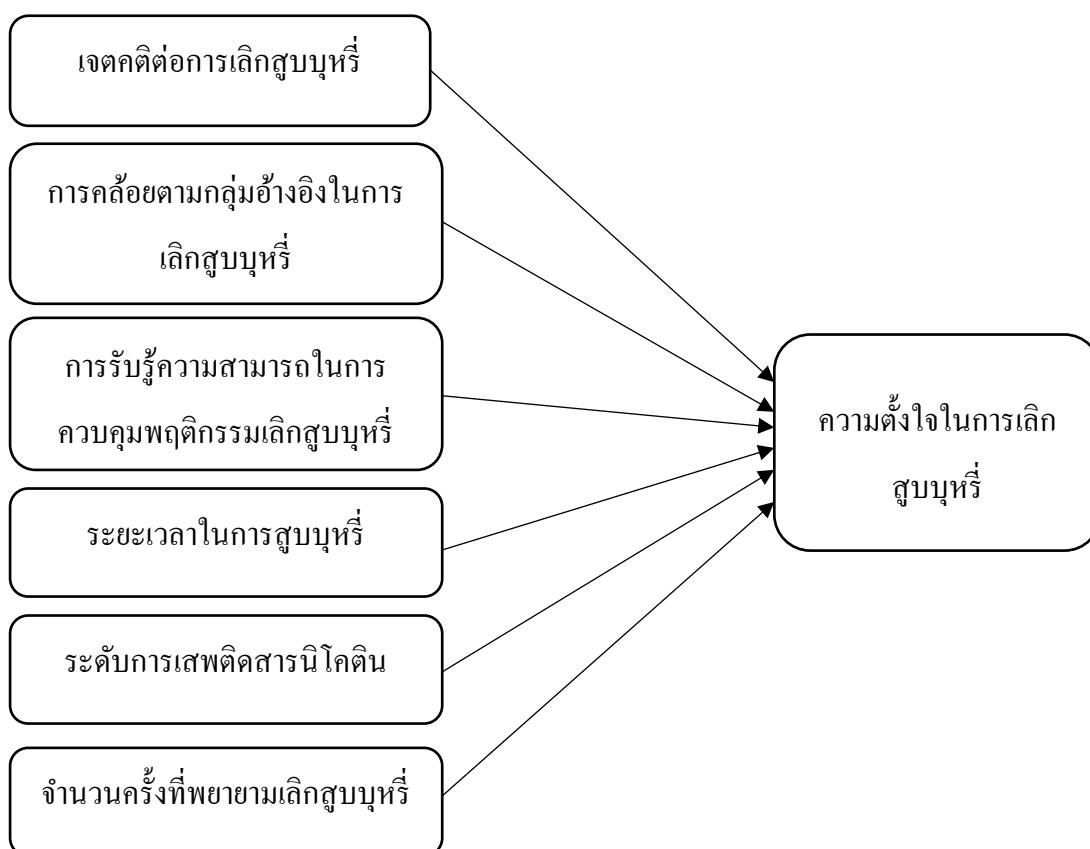 เจตคติต่อการเลิกสูบบุหรี่
การคล้อยตามกลุ่มอ้างอิงในการ
เลิกสูบบุหรี่
การรับรู้ความสามารถในการ
ควบคุมพฤติกรรมเลิกสูบบุหรี่
ระยะเวลาในการสูบบุหรี่
ระดับการเสพติดสารนิโคติน
จำนวนครั้งที่พยายามเลิกสูบบุหรี่
ความตั้งใจในการเลิก
สูบบุหรี่